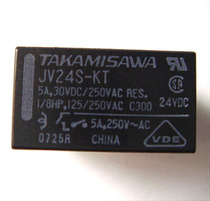 TAKAMISAWA
JV24S-KT
5A,30VDC/250VAC RES.
1/8HP,125/250VAC C300
24VDC
5A,250V~AC
0725R CHINA
VDE